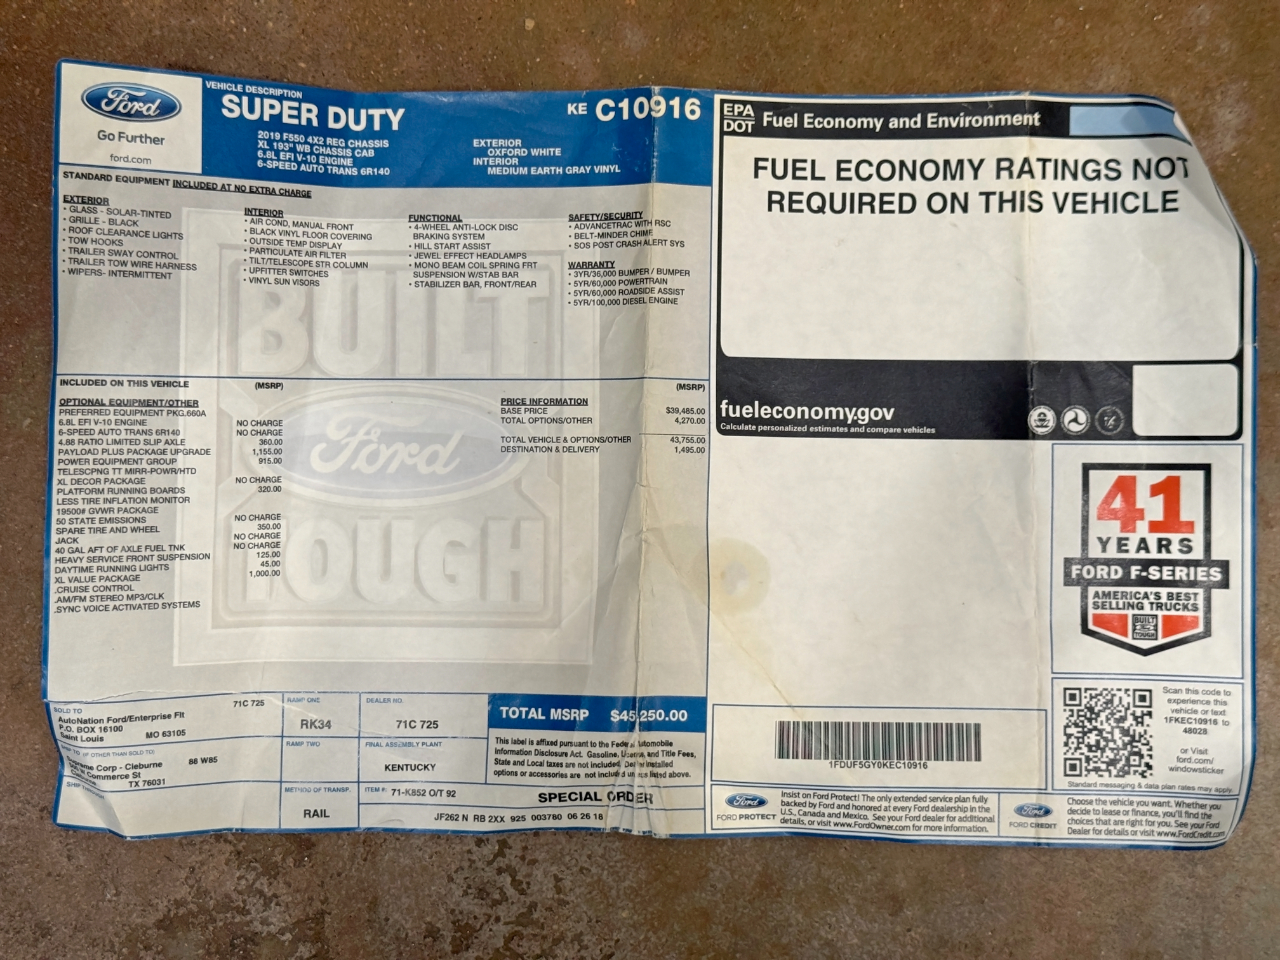 Ford
Go Further
ford.com
VEHICLE DESCRIPTION
SUPER DUTY
2019 F550 4X2 REG CHASSIS
XL 193" WB CHASSIS CAB
6.8L EFI V-10 ENGINE
6-SPEED AUTO TRANS 6R140
KE C10916
EXTERIOR
OXFORD WHITE
INTERIOR
MEDIUM EARTH GRAY VINYL
STANDARD EQUIPMENT INCLUDED AT NO EXTRA CHARGE
EXTERIOR
• GLASS - SOLAR-TINTED
• GRILLE - BLACK
• ROOF CLEARANCE LIGHTS
• TOW HOOKS
• TRAILER SWAY CONTROL
• TRAILER TOW WIRE HARNESS
• WIPERS- INTERMITTENT
INTERIOR
• AIR COND, MANUAL FRONT
• BLACK VINYL FLOOR COVERING
• OUTSIDE TEMP DISPLAY
• PARTICULATE AIR FILTER
• TILT/TELESCOPE STR COLUMN
• UPFITTER SWITCHES
• VINYL SUN VISORS
FUNCTIONAL
• 4-WHEEL ANTI-LOCK DISC
BRAKING SYSTEM
• HILL START ASSIST
• JEWEL EFFECT HEADLAMPS
• MONO BEAM COIL SPRING FRT
SUSPENSION W/STAB BAR
• STABILIZER BAR, FRONT/REAR
SAFETY/SECURITY
• ADVANCETRAC WITH RSC
• BELT-MINDER CHIME
• SOS POST CRASH ALERT SYS
WARRANTY
• 3YR/36,000 BUMPER / BUMPER
• 5YR/60,000 POWERTRAIN
• 5YR/60,000 ROADSIDE ASSIST
• 5YR/100,000 DIESEL ENGINE
BUILT
Ford
TOUGH
INCLUDED ON THIS VEHICLE (MSRP)
OPTIONAL EQUIPMENT/OTHER
PREFERRED EQUIPMENT PKG.660A
6.8L EFI V-10 ENGINE NO CHARGE
6-SPEED AUTO TRANS 6R140 NO CHARGE
4.88 RATIO LIMITED SLIP AXLE 360.00
PAYLOAD PLUS PACKAGE UPGRADE 1,155.00
POWER EQUIPMENT GROUP 915.00
TELESCPNG TT MIRR-POWR/HTD
XL DECOR PACKAGE NO CHARGE
PLATFORM RUNNING BOARDS 320.00
LESS TIRE INFLATION MONITOR
19500# GVWR PACKAGE
50 STATE EMISSIONS NO CHARGE
SPARE TIRE AND WHEEL 350.00
JACK NO CHARGE
40 GAL AFT OF AXLE FUEL TNK NO CHARGE
HEAVY SERVICE FRONT SUSPENSION 125.00
DAYTIME RUNNING LIGHTS 45.00
XL VALUE PACKAGE 1,000.00
.CRUISE CONTROL
.AM/FM STEREO MP3/CLK
.SYNC VOICE ACTIVATED SYSTEMS
(MSRP)
PRICE INFORMATION
BASE PRICE $39,485.00
TOTAL OPTIONS/OTHER 4,270.00
TOTAL VEHICLE & OPTIONS/OTHER 43,755.00
DESTINATION & DELIVERY 1,495.00
SOLD TO 71C 725
AutoNation Ford/Enterprise Flt
P.O. BOX 16100
Saint Louis MO 63105
SHIP TO (IF OTHER THAN SOLD TO) 88 W85
Corp - Cleburne
Commerce St
TX 76031
RAMP ONE
RK34
RAMP TWO
METHOD OF TRANSP.
RAIL
DEALER NO.
71C 725
FINAL ASSEMBLY PLANT
KENTUCKY
ITEM #: 71-K852 O/T 92
TOTAL MSRP $45,250.00
This label is affixed pursuant to the Federal Automobile
Information Disclosure Act. Gasoline, License, and Title Fees,
State and Local taxes are not included. Dealer installed
options or accessories are not included unless listed above.
SPECIAL ORDER
JF262 N RB 2XX 925 003780 06 26 18
EPA
DOT
Fuel Economy and Environment
FUEL ECONOMY RATINGS NOT
REQUIRED ON THIS VEHICLE
fueleconomy.gov
Calculate personalized estimates and compare vehicles
41
YEARS
FORD F-SERIES
AMERICA'S BEST
SELLING TRUCKS
BUILT
Ford
TOUGH
1FDUF5GY0KEC10916
Scan this code to
experience this
vehicle or text
1FKEC10916 to
48028
or Visit
ford.com/
windowsticker
Standard messaging & data plan rates may apply.
Ford
FORD PROTECT
Insist on Ford Protect! The only extended service plan fully
backed by Ford and honored at every Ford dealership in the
U.S., Canada and Mexico. See your Ford dealer for additional
details, or visit www.FordOwner.com for more information.
Ford
FORD CREDIT
Choose the vehicle you want. Whether you
decide to lease or finance, you'll find the
choices that are right for you. See your Ford
Dealer for details or visit www.FordCredit.com